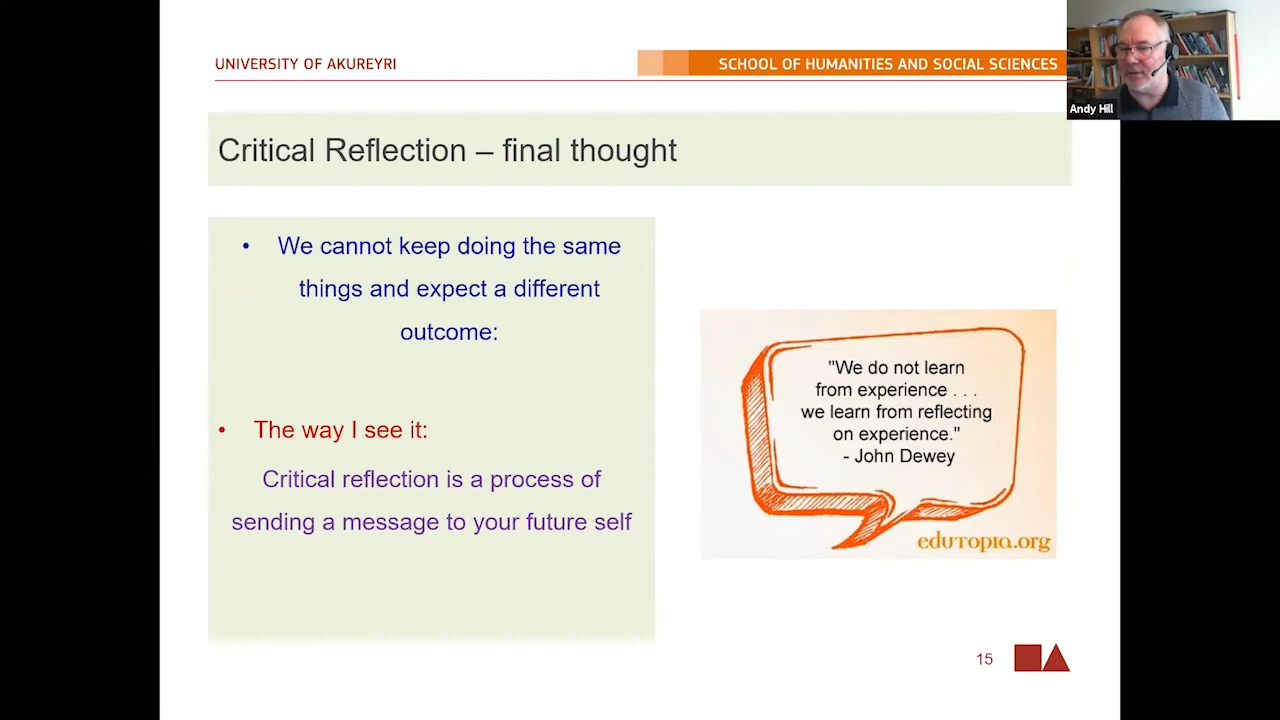 UNIVERSITY OF AKUREYRI
SCHOOL OF HUMANITIES AND SOCIAL SCIENCES
Andy Hill
Critical Reflection – final thought
• We cannot keep doing the same
things and expect a different
outcome:
• The way I see it:
Critical reflection is a process of
sending a message to your future self
"We do not learn
from experience . . .
we learn from reflecting
on experience."
- John Dewey
edutopia.org
15